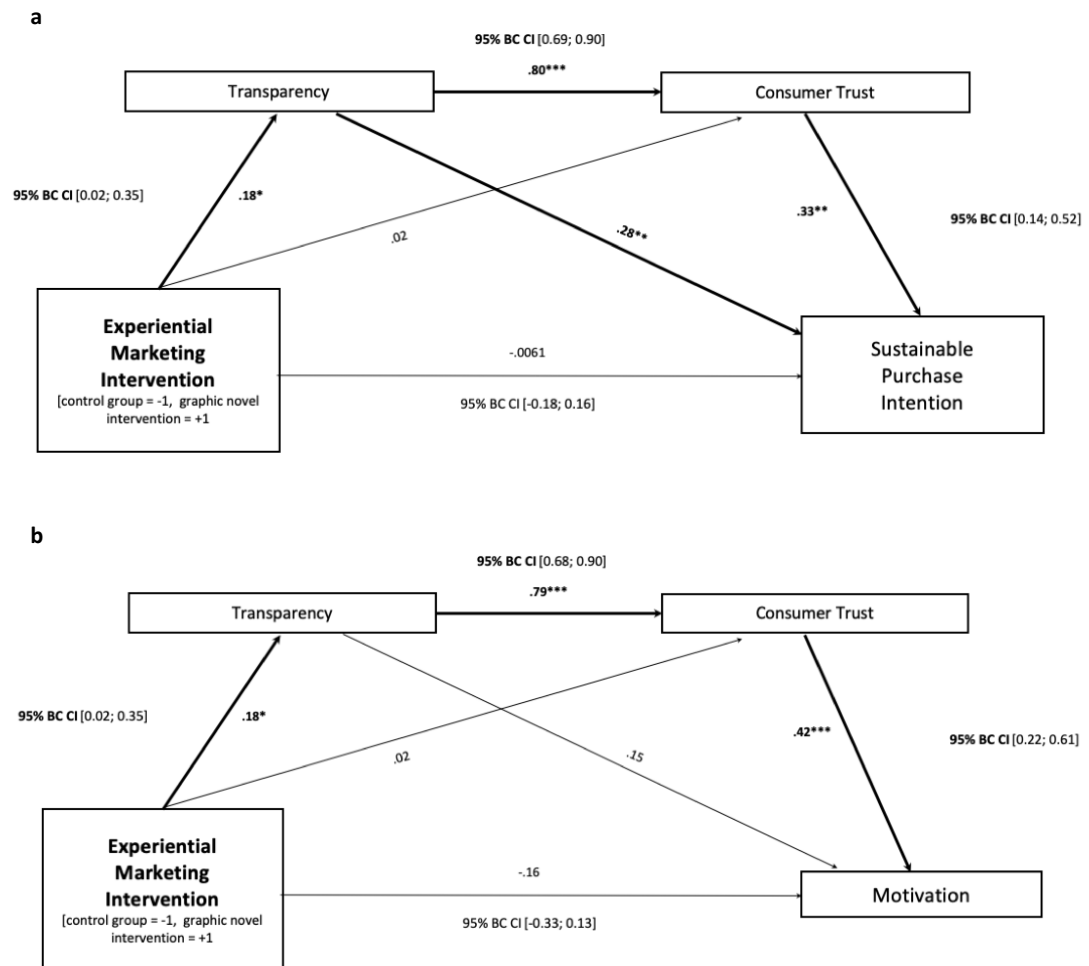 a
95% BC CI [0.69; 0.90]
.80***
Transparency
Consumer Trust
95% BC CI [0.02; 0.35]
.18*
.02
.28**
.33**
95% BC CI [0.14; 0.52]
Experiential
Marketing
Intervention
[control group = -1, graphic novel
intervention = +1
-.0061
95% BC CI [-0.18; 0.16]
Sustainable
Purchase
Intention
b
95% BC CI [0.68; 0.90]
.79***
Transparency
Consumer Trust
95% BC CI [0.02; 0.35]
.18*
.02
.15
.42***
95% BC CI [0.22; 0.61]
Experiential
Marketing
Intervention
[control group = -1, graphic novel
intervention = +1
-.16
95% BC CI [-0.33; 0.13]
Motivation